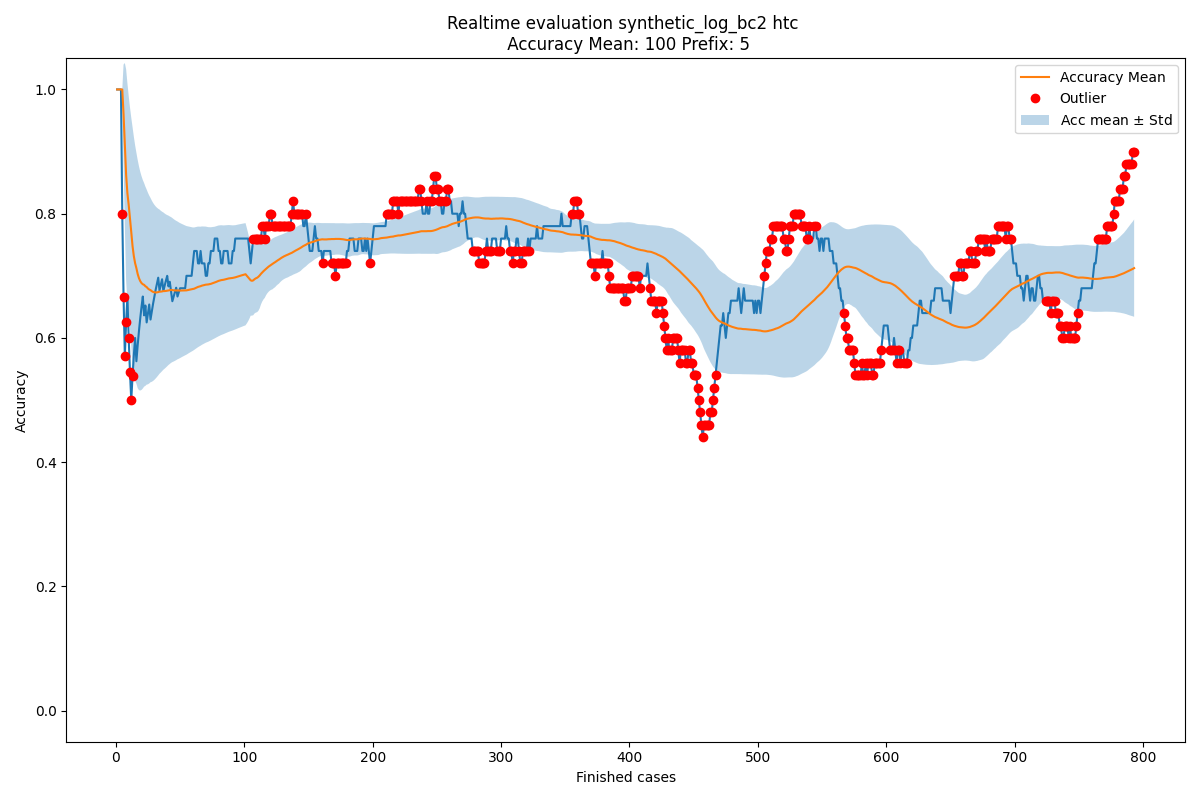 Realtime evaluation synthetic_log_bc2 htc
Accuracy Mean: 100 Prefix: 5
Accuracy Mean
Outlier
Acc mean ± Std
1.0
0.8
0.6
0.4
0.2
0.0
Accuracy
0 100 200 300 400 500 600 700 800
Finished cases